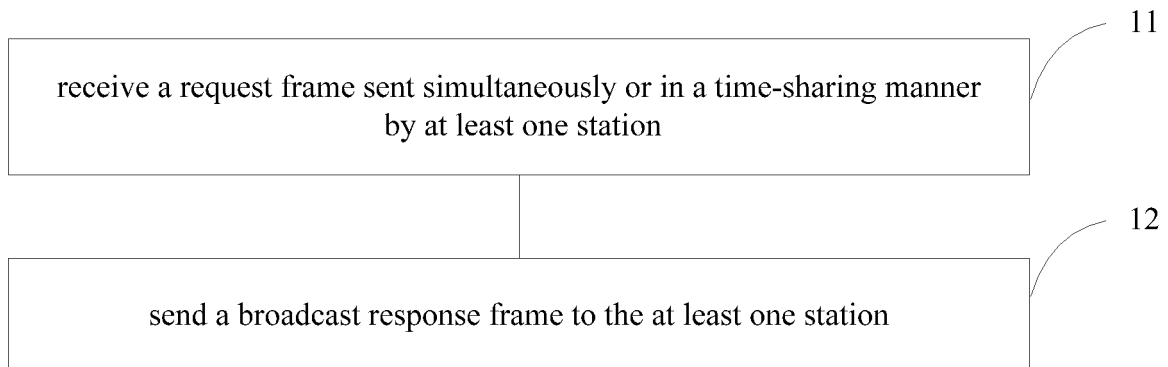 11
receive a request frame sent simultaneously or in a time-sharing manner
by at least one station
12
send a broadcast response frame to the at least one station